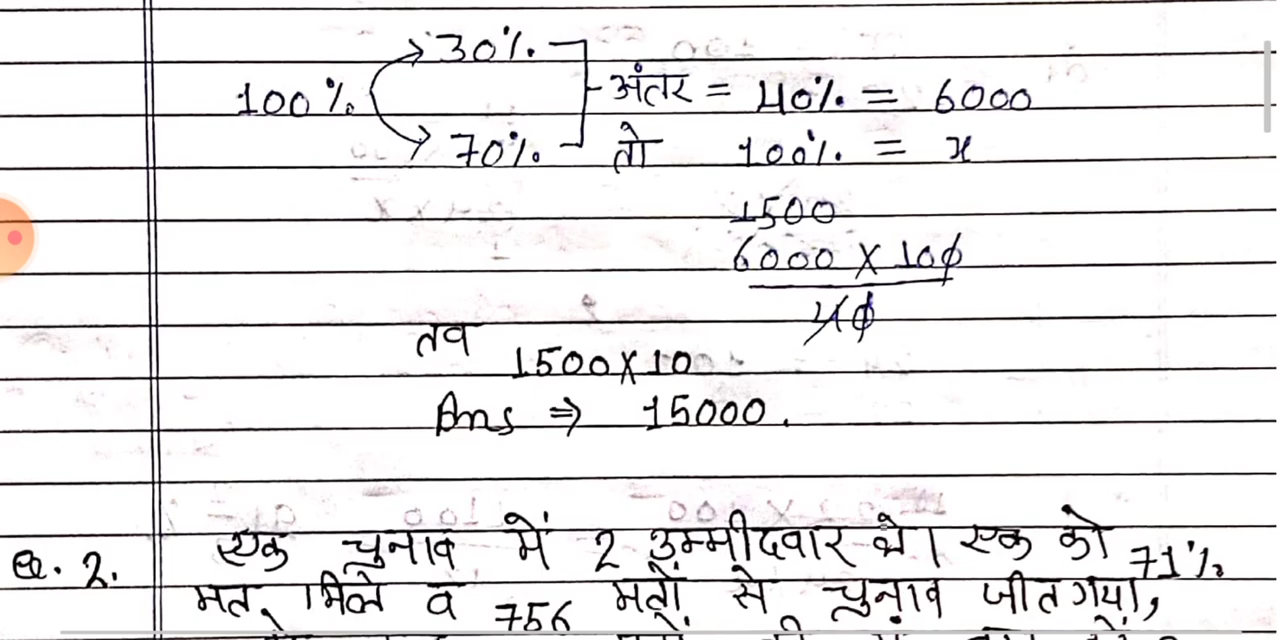 30%
100% अंतर = 40% = 6000
70% तो 100% = x
1500
6000 X 100
40
तव 1500X10
Ans ⇒ 15000.
Q. 2. एक चुनाव में 2 उम्मीदवार थे। एक को 71%
मत मिले व 756 मतों से चुनाव जीत गया,